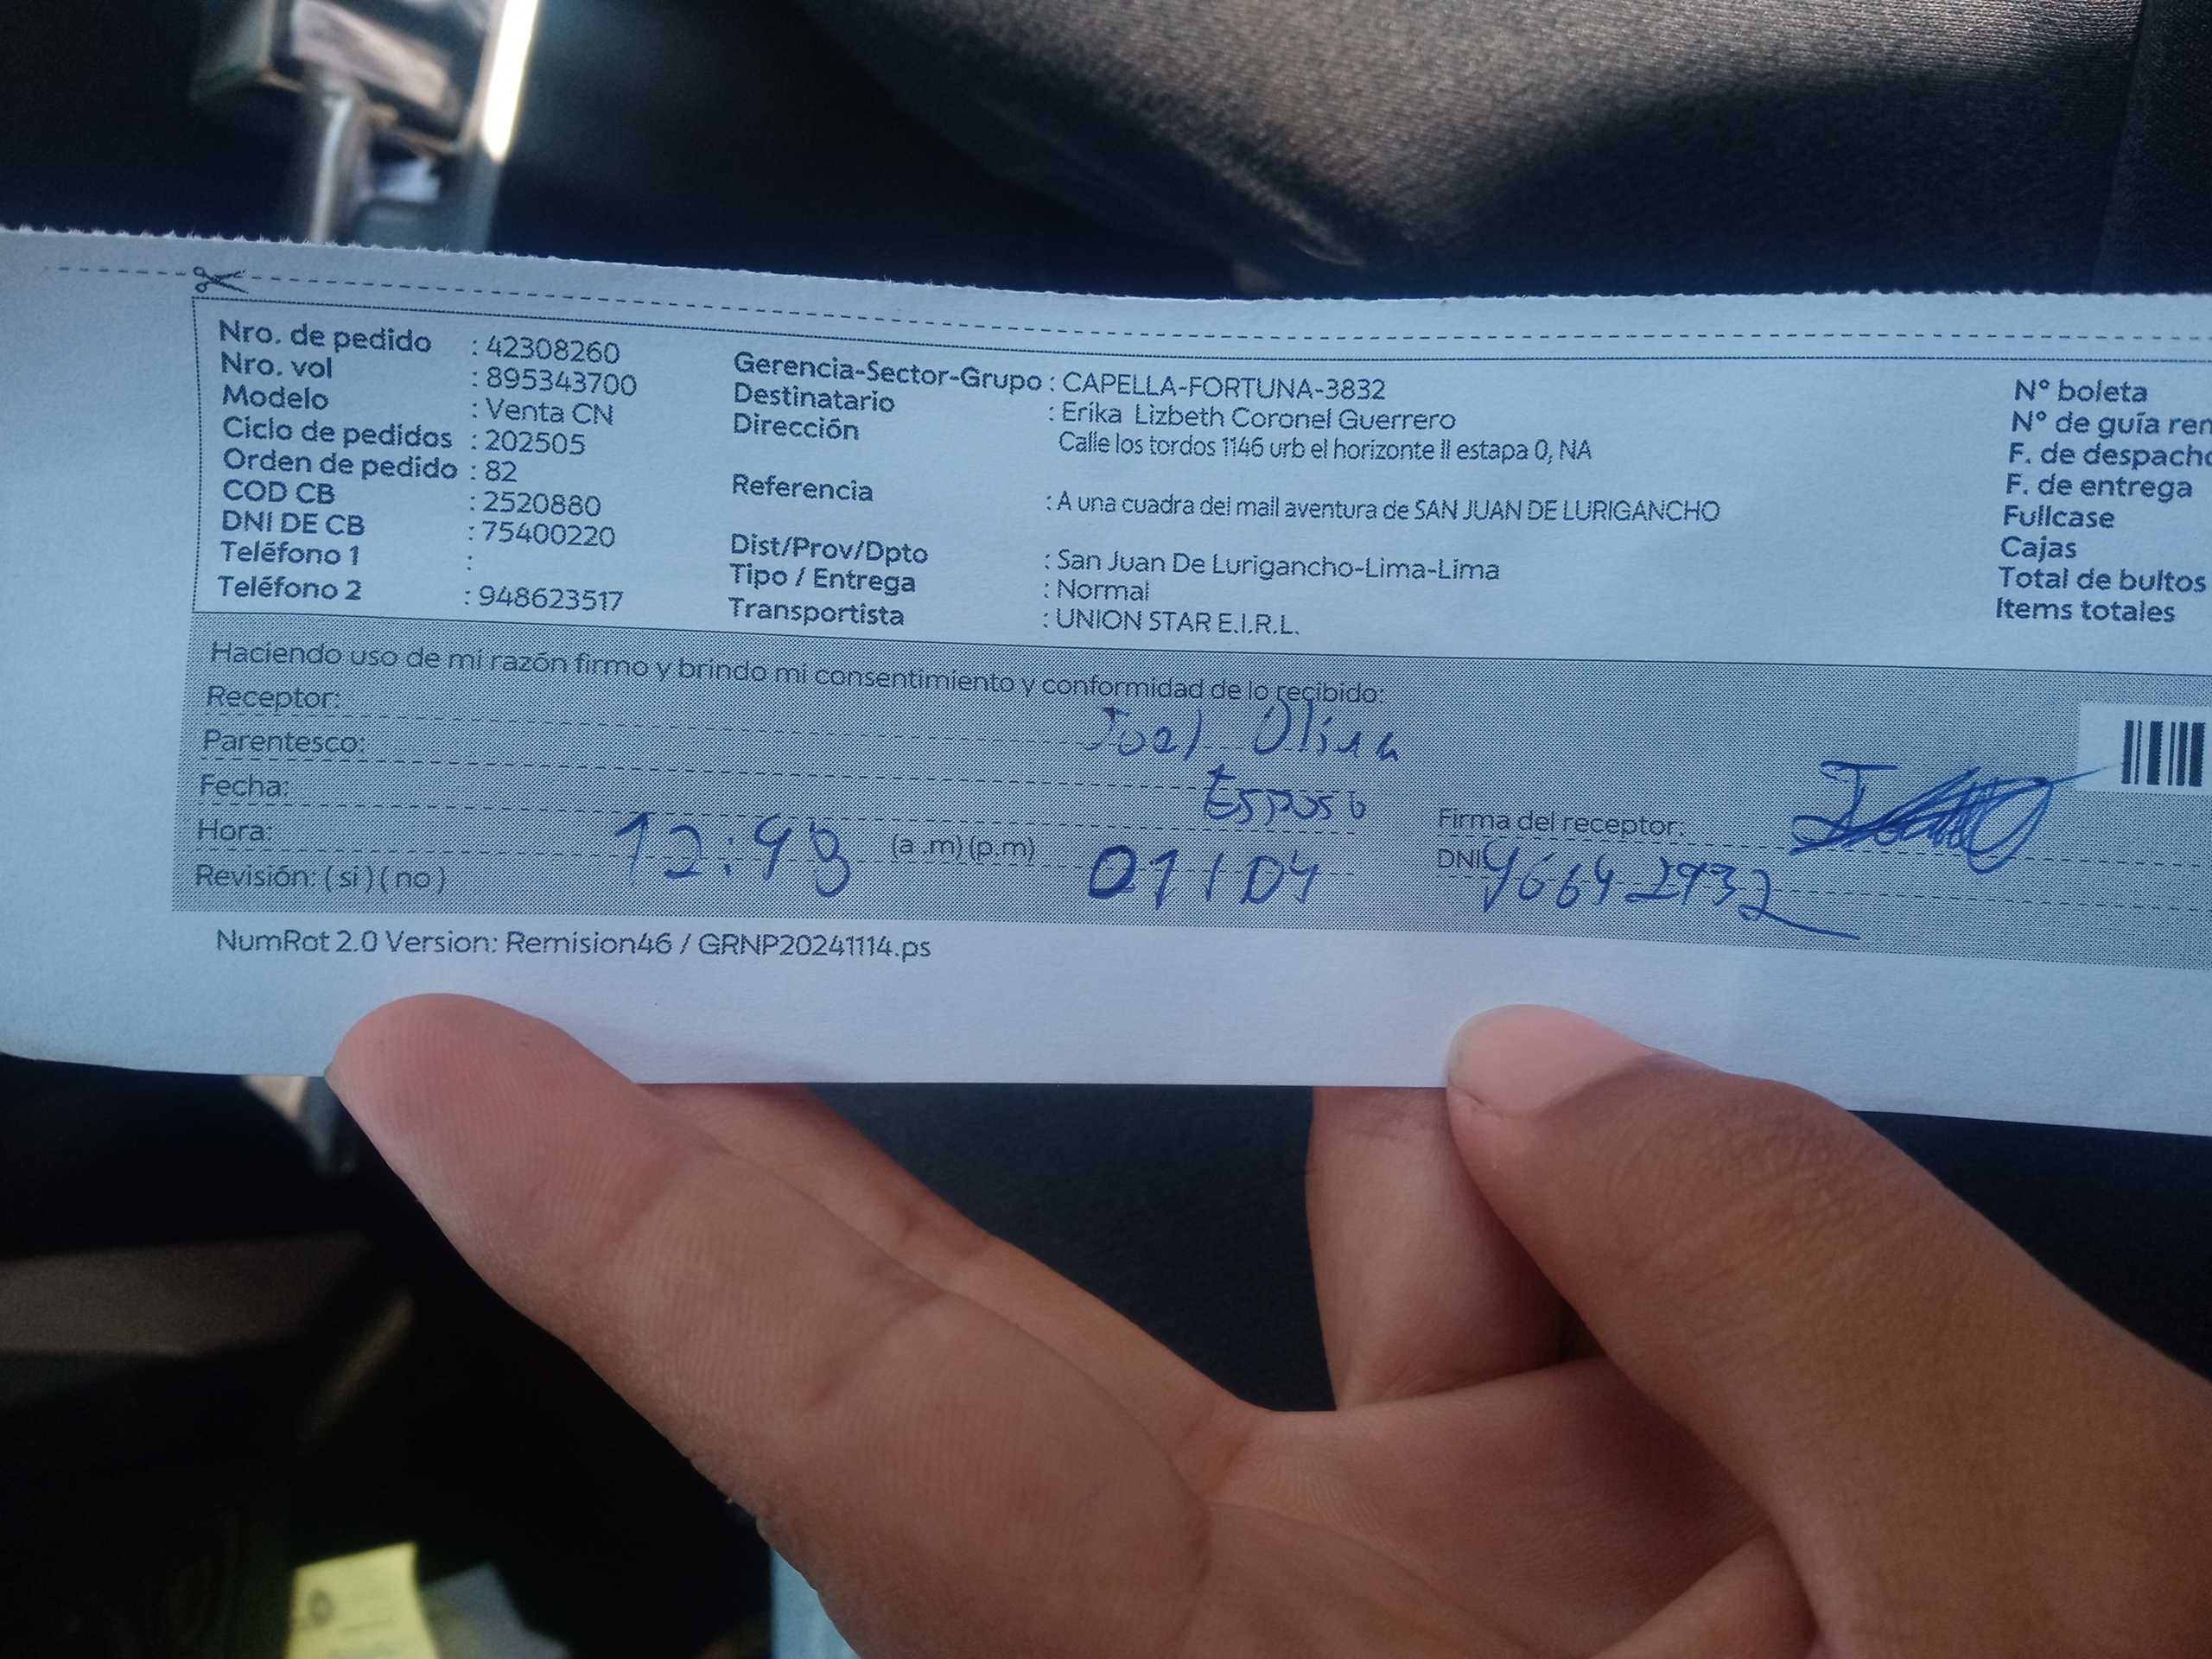 Nro. de pedido : 42308260
Nro. vol : 895343700
Modelo : Venta CN
Ciclo de pedidos : 202505
Orden de pedido : 82
COD CB : 2520880
DNI DE CB : 75400220
Teléfono 1 :
Teléfono 2 : 948623517
Gerencia-Sector-Grupo : CAPELLA-FORTUNA-3832
Destinatario : Erika Lizbeth Coronel Guerrero
Dirección Calle los tordos 1146 urb el horizonte II estapa 0, NA
Referencia : A una cuadra del mall aventura de SAN JUAN DE LURIGANCHO
Dist/Prov/Dpto : San Juan De Lurigancho-Lima-Lima
Tipo / Entrega : Normal
Transportista : UNION STAR E.I.R.L.
N° boleta
N° de guía rem
F. de despacho
F. de entrega
Fullcase
Cajas
Total de bultos
Items totales
Haciendo uso de mi razón firmo y brindo mi consentimiento y conformidad de lo recibido:
Receptor: Joel
Parentesco: Esposo
Fecha: 01/04
Hora: 12:48 (a .m) (p.m)
Revisión: ( si ) ( no )
Firma del receptor:
DNI
NumRot 2.0 Version: Remision46 / GRNP20241114.ps